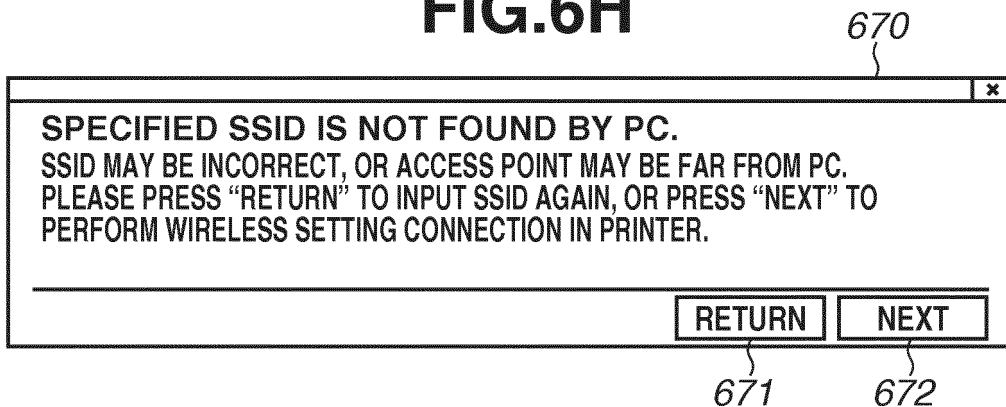 FIG.6H
670
×
SPECIFIED SSID IS NOT FOUND BY PC.
SSID MAY BE INCORRECT, OR ACCESS POINT MAY BE FAR FROM PC.
PLEASE PRESS “RETURN” TO INPUT SSID AGAIN, OR PRESS “NEXT” TO
PERFORM WIRELESS SETTING CONNECTION IN PRINTER.
RETURN NEXT
671 672